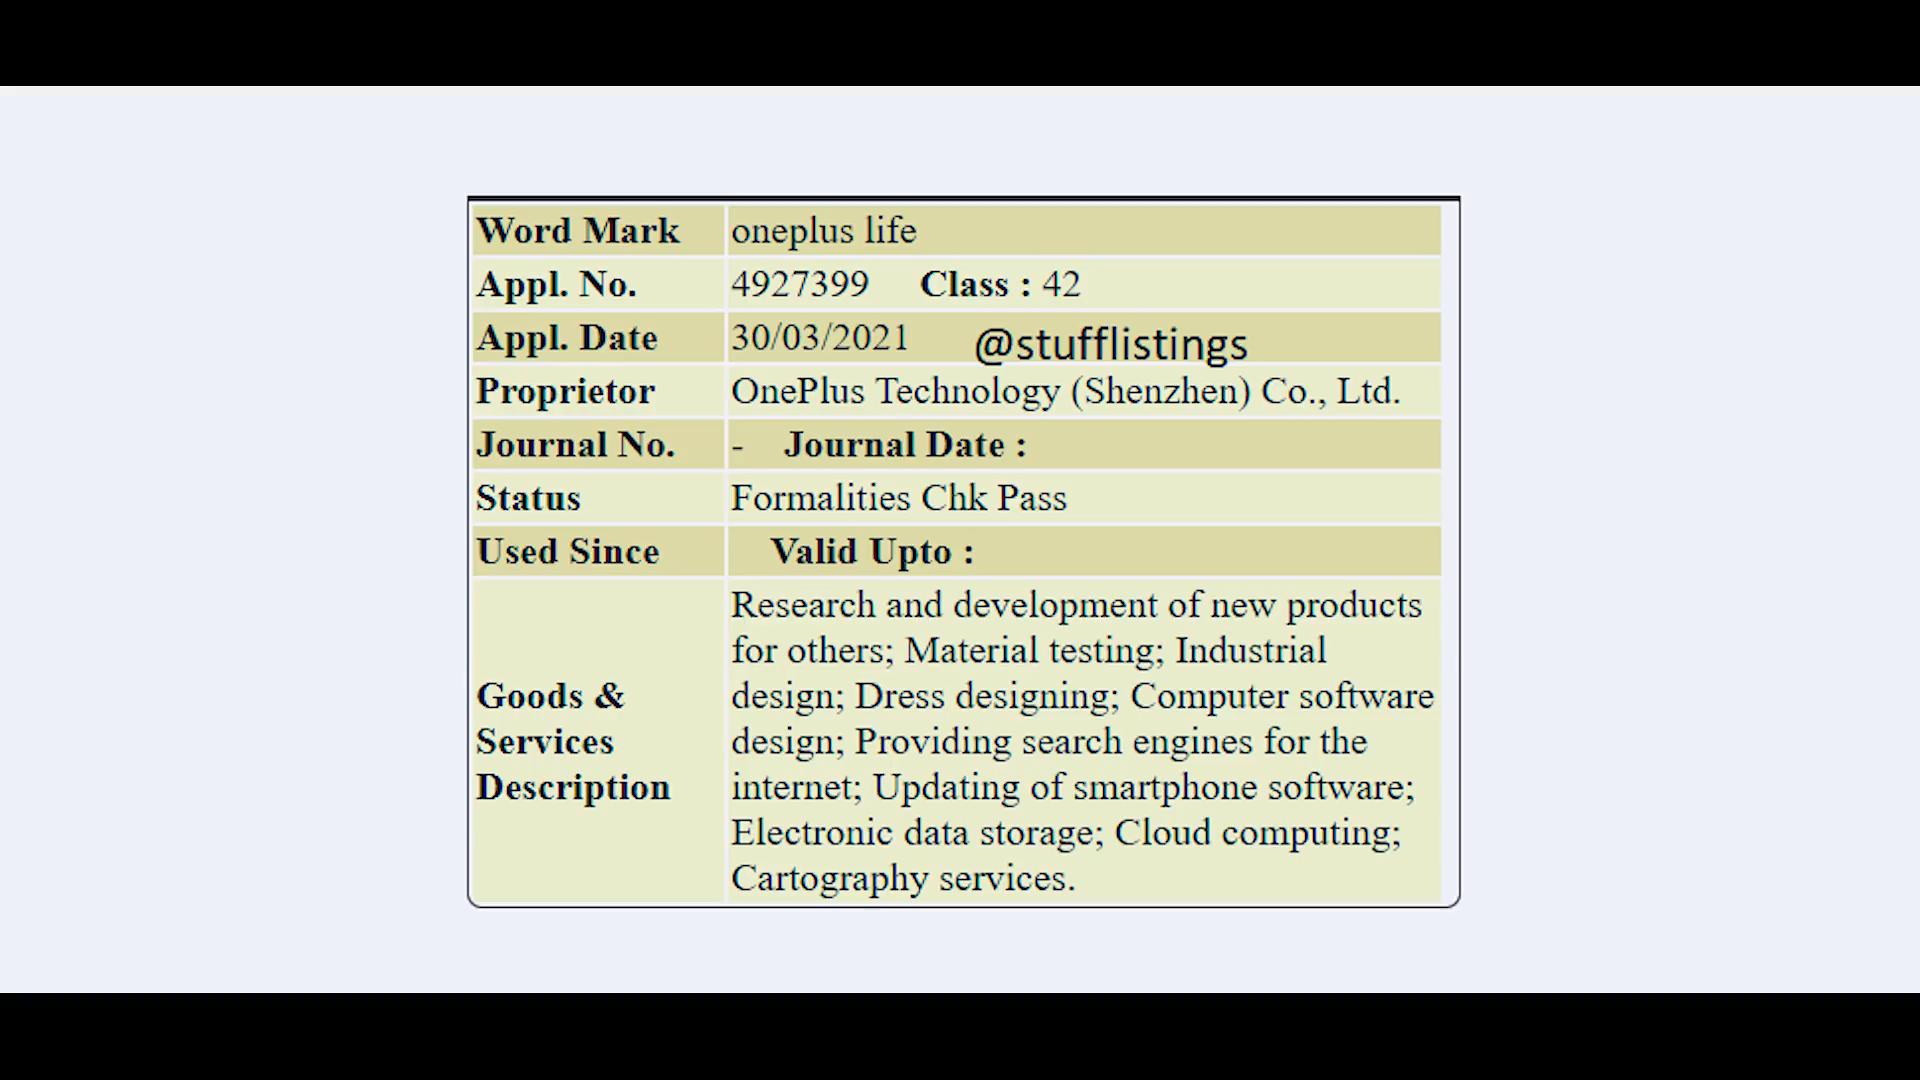 Word Mark oneplus life
Appl. No. 4927399 Class : 42
Appl. Date 30/03/2021 @stufflistings
Proprietor OnePlus Technology (Shenzhen) Co., Ltd.
Journal No. - Journal Date :
Status Formalities Chk Pass
Used Since Valid Upto :
Goods &
Services
Description
Research and development of new products
for others; Material testing; Industrial
design; Dress designing; Computer software
design; Providing search engines for the
internet; Updating of smartphone software;
Electronic data storage; Cloud computing;
Cartography services.